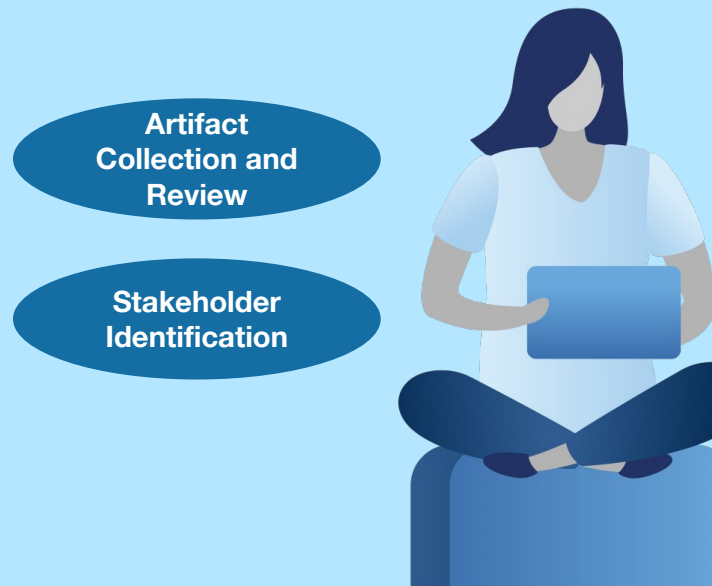 Artifact
Collection and
Review
Stakeholder
Identification